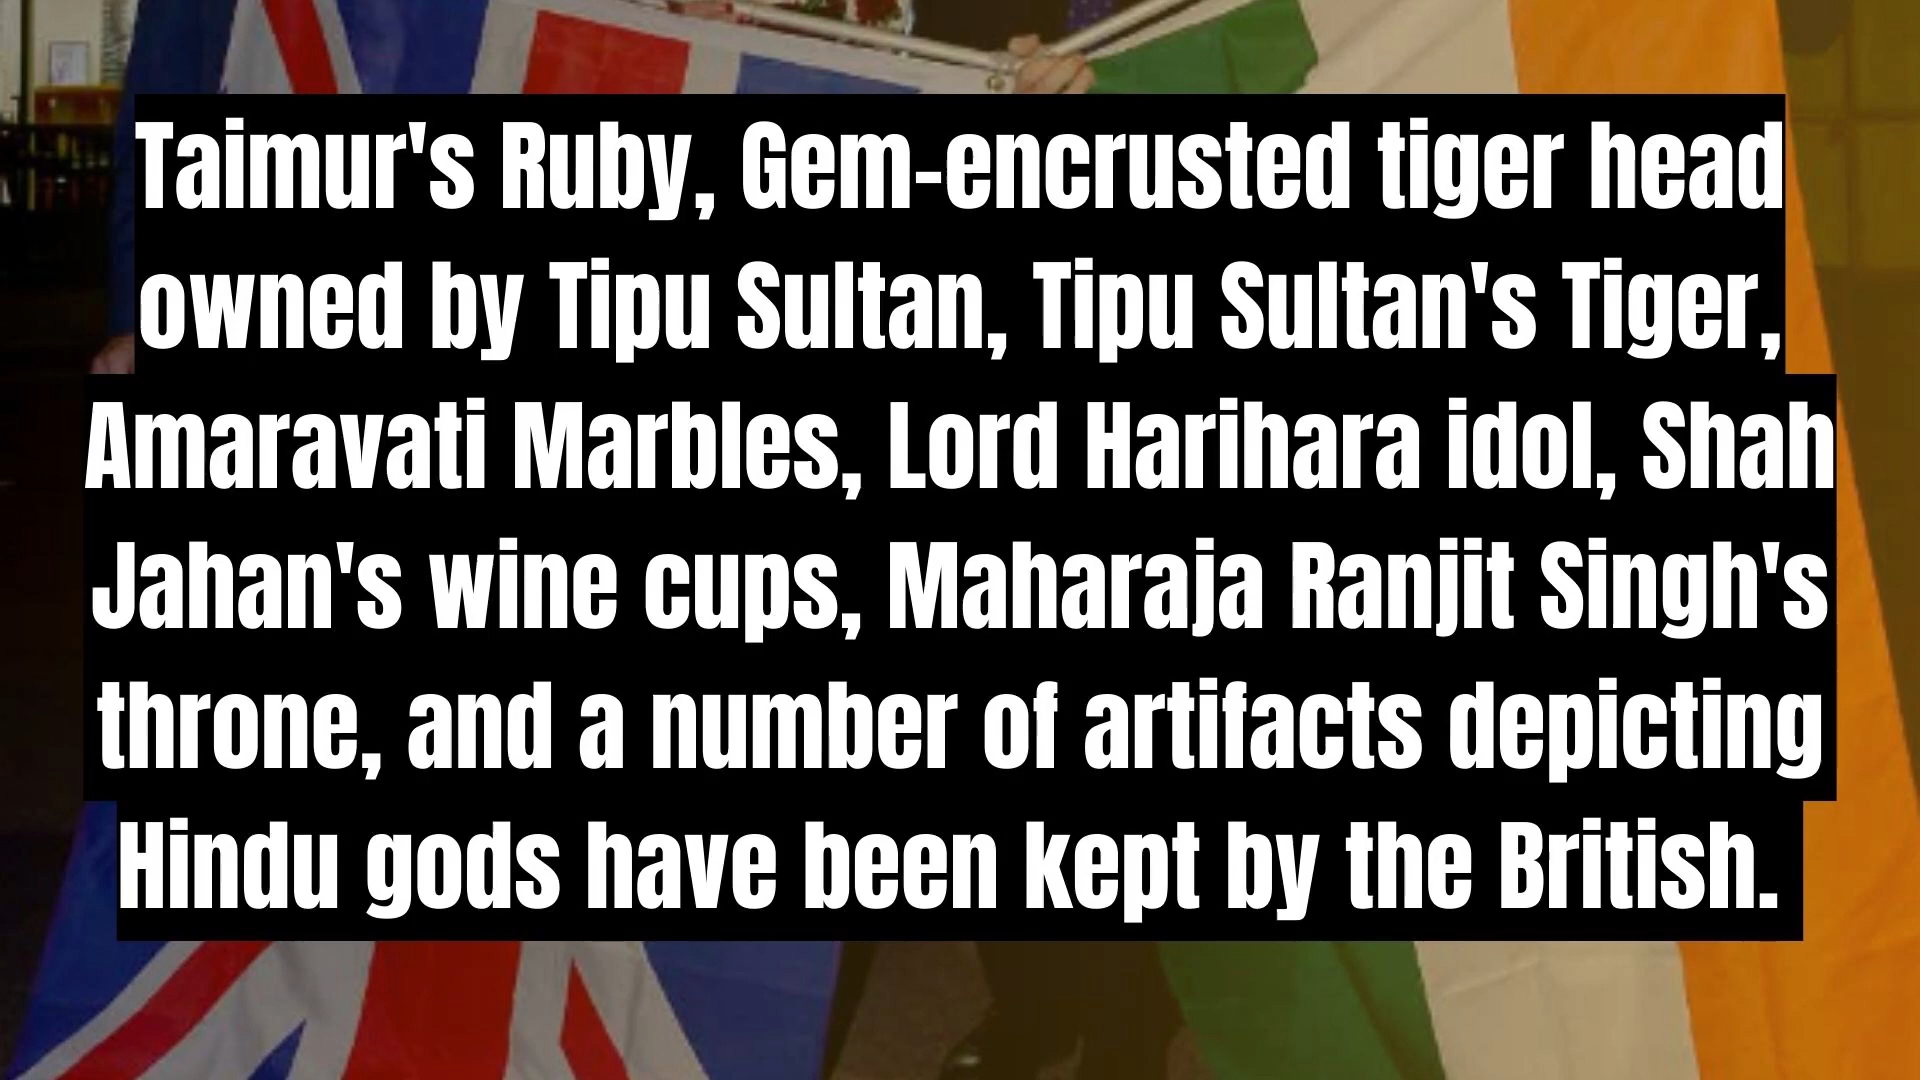 Taimur's Ruby, Gem-encrusted tiger head
owned by Tipu Sultan, Tipu Sultan's Tiger,
Amaravati Marbles, Lord Harihara idol, Shah
Jahan's wine cups, Maharaja Ranjit Singh's
throne, and a number of artifacts depicting
Hindu gods have been kept by the British.